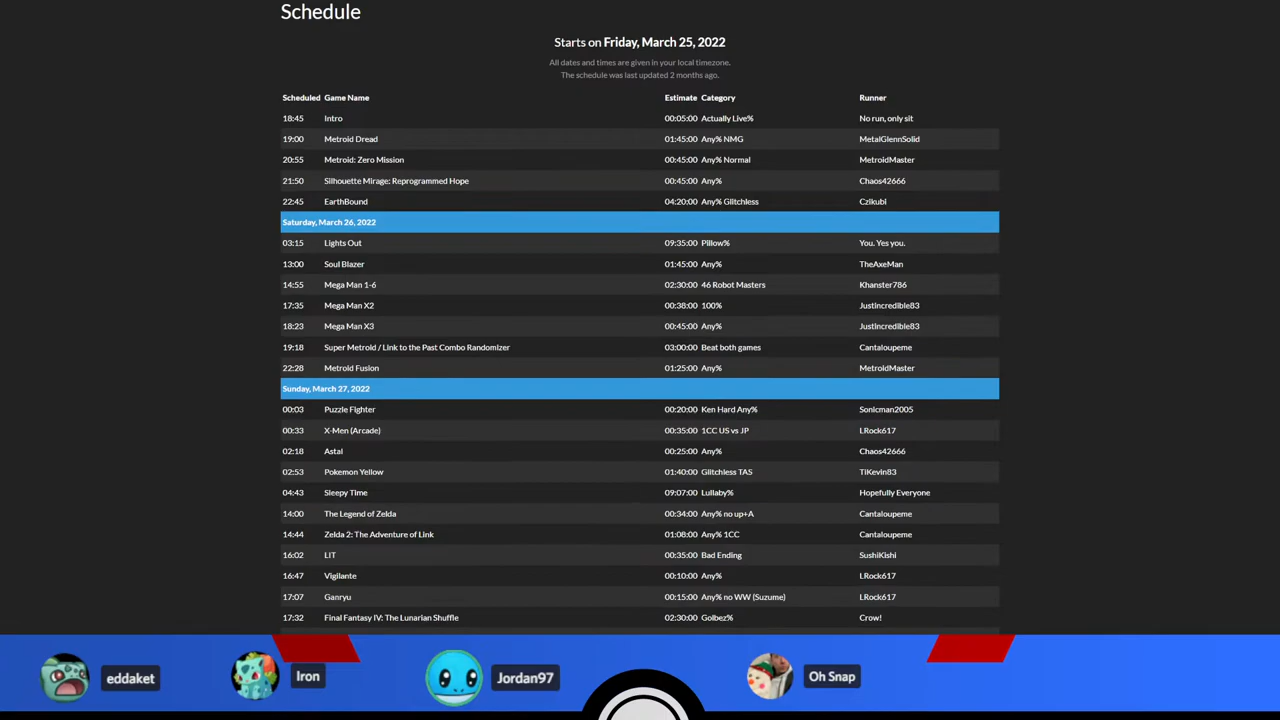 Schedule
Starts on Friday, March 25, 2022
All dates and times are given in your local timezone.
The schedule was last updated 2 months ago.
Scheduled Game Name Estimate Category Runner
18:45 Intro 00:05:00 Actually Live% No run, only sit
19:00 Metroid Dread 01:45:00 Any% NMG MetalGlennSolid
20:55 Metroid: Zero Mission 00:45:00 Any% Normal MetroidMaster
21:50 Silhouette Mirage: Reprogrammed Hope 00:45:00 Any% Chaos42666
22:45 EarthBound 04:20:00 Any% Glitchless Czikubi
Saturday, March 26, 2022
03:15 Lights Out 09:35:00 Pillow% You. Yes you.
13:00 Soul Blazer 01:45:00 Any% TheAxeMan
14:55 Mega Man 1-6 02:30:00 46 Robot Masters Khanster786
17:35 Mega Man X2 00:38:00 100% Justincredible83
18:23 Mega Man X3 00:45:00 Any% Justincredible83
19:18 Super Metroid / Link to the Past Combo Randomizer 03:00:00 Beat both games Cantaloupeme
22:28 Metroid Fusion 01:25:00 Any% MetroidMaster
Sunday, March 27, 2022
00:03 Puzzle Fighter 00:20:00 Ken Hard Any% Sonicman2005
00:33 X-Men (Arcade) 00:35:00 1CC US vs JP LRock617
02:18 Astal 00:25:00 Any% Chaos42666
02:53 Pokemon Yellow 01:40:00 Glitchless TAS TiKevin83
04:43 Sleepy Time 09:07:00 Lullaby% Hopefully Everyone
14:00 The Legend of Zelda 00:34:00 Any% no up+A Cantaloupeme
14:44 Zelda 2: The Adventure of Link 01:08:00 Any% 1CC Cantaloupeme
16:02 LIT 00:35:00 Bad Ending SushiKishi
16:47 Vigilante 00:10:00 Any% LRock617
17:07 Ganryu 00:15:00 Any% no WW (Suzume) LRock617
17:32 Final Fantasy IV: The Lunarian Shuffle 02:30:00 Golbez% Crow!
eddaket Iron Jordan97 Oh Snap